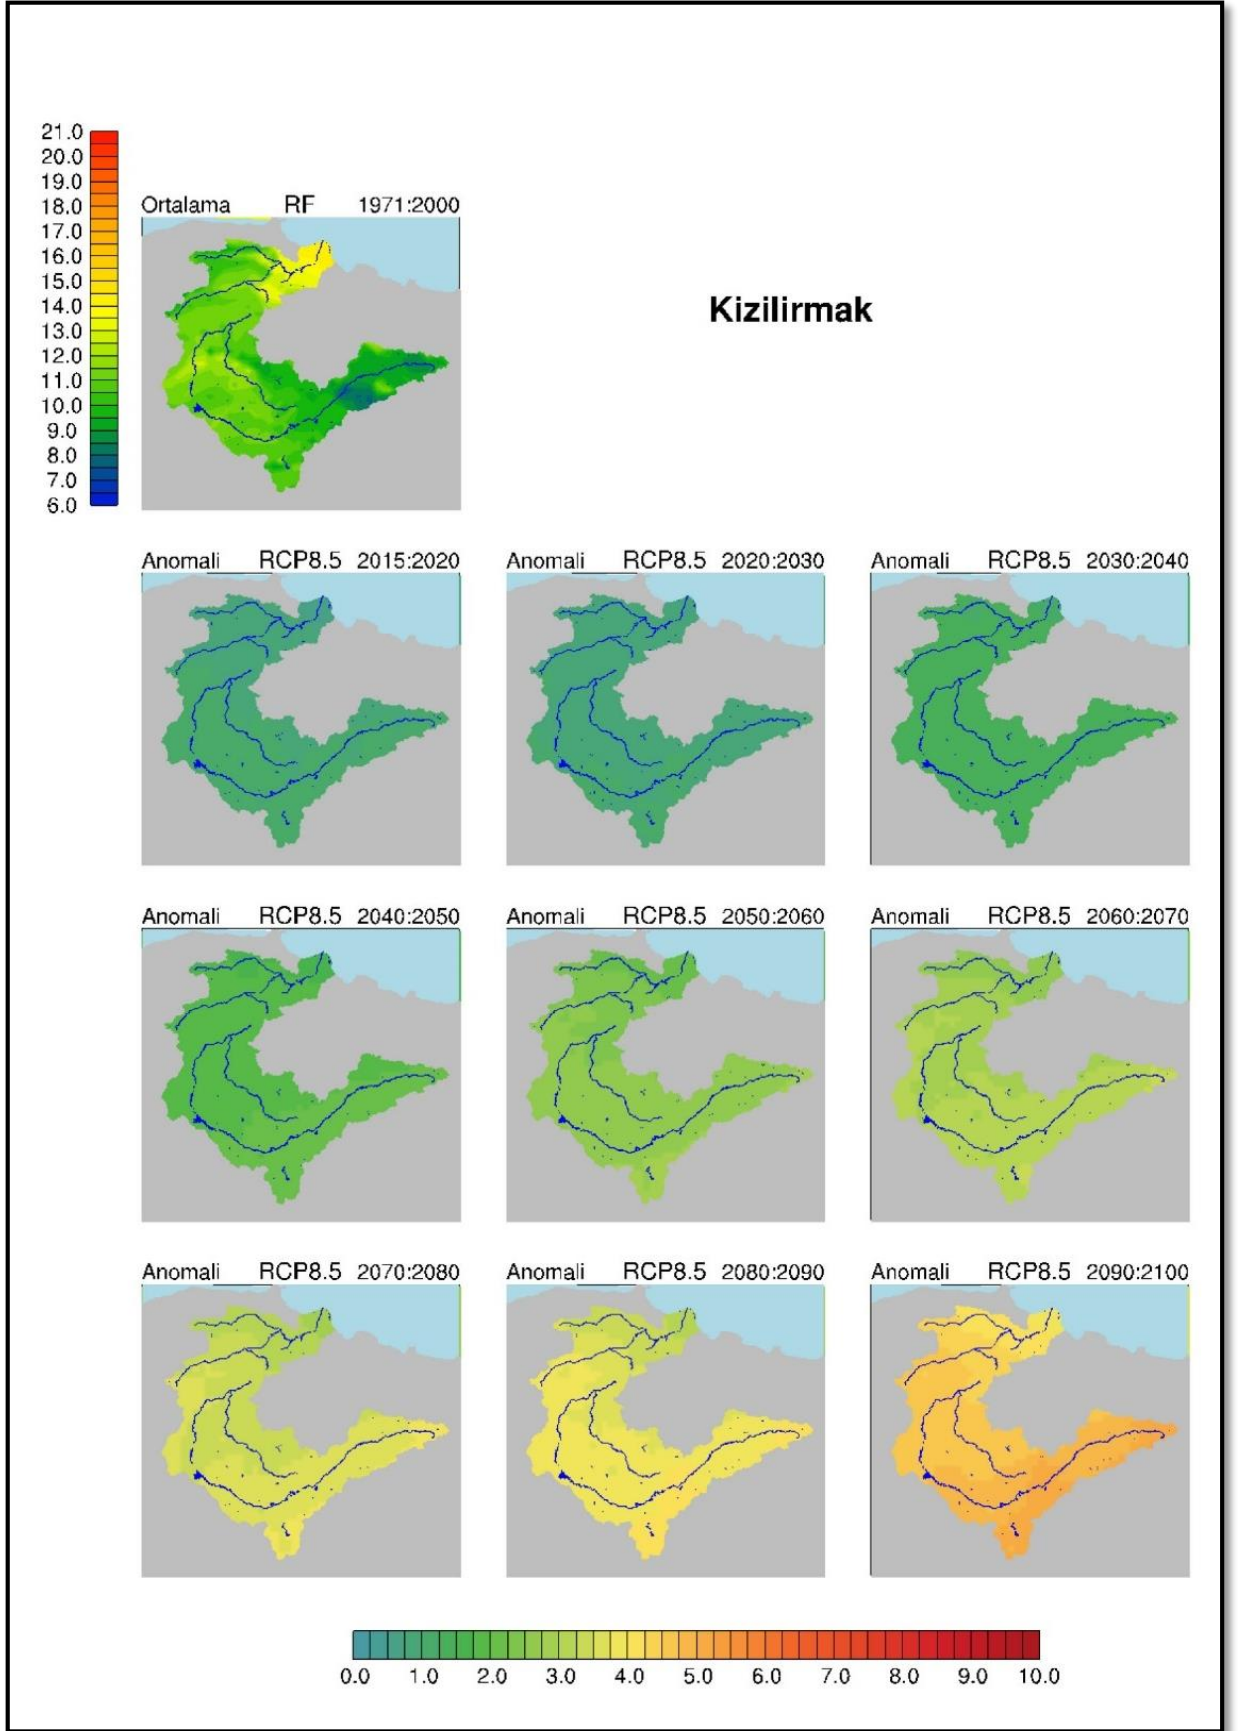 21.0
20.0
19.0
18.0
17.0
16.0
15.0
14.0
13.0
12.0
11.0
10.0
9.0
8.0
7.0
6.0
Ortalama RF 1971:2000
Kizilirmak
Anomali RCP8.5 2015:2020
Anomali RCP8.5 2020:2030
Anomali RCP8.5 2030:2040
Anomali RCP8.5 2040:2050
Anomali RCP8.5 2050:2060
Anomali RCP8.5 2060:2070
Anomali RCP8.5 2070:2080
Anomali RCP8.5 2080:2090
Anomali RCP8.5 2090:2100
0.0 1.0 2.0 3.0 4.0 5.0 6.0 7.0 8.0 9.0 10.0